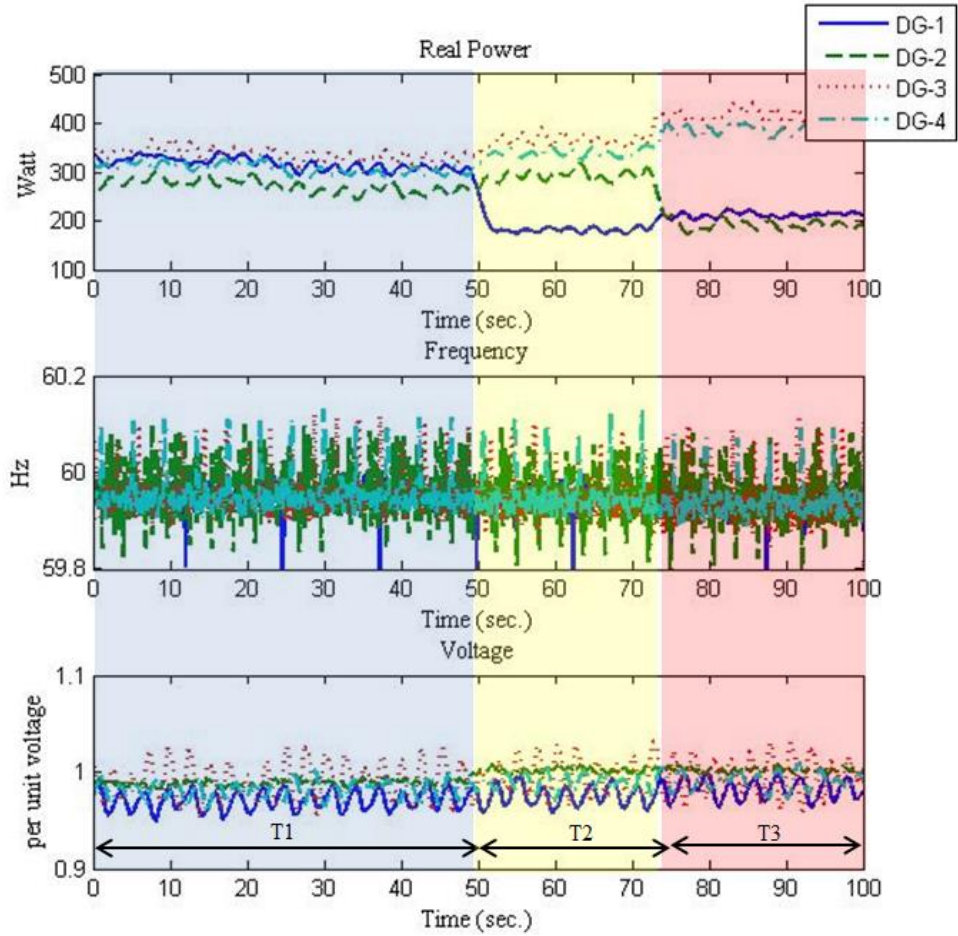 DG-1
DG-2
DG-3
DG-4
Real Power
500
400
300
200
100
Watt
0 10 20 30 40 50 60 70 80 90 100
Time (sec.)
Frequency
60.2
60
59.8
Hz
0 10 20 30 40 50 60 70 80 90 100
Time (sec.)
Voltage
1.1
1
0.9
per unit voltage
T1 T2 T3
0 10 20 30 40 50 60 70 80 90 100
Time (sec.)